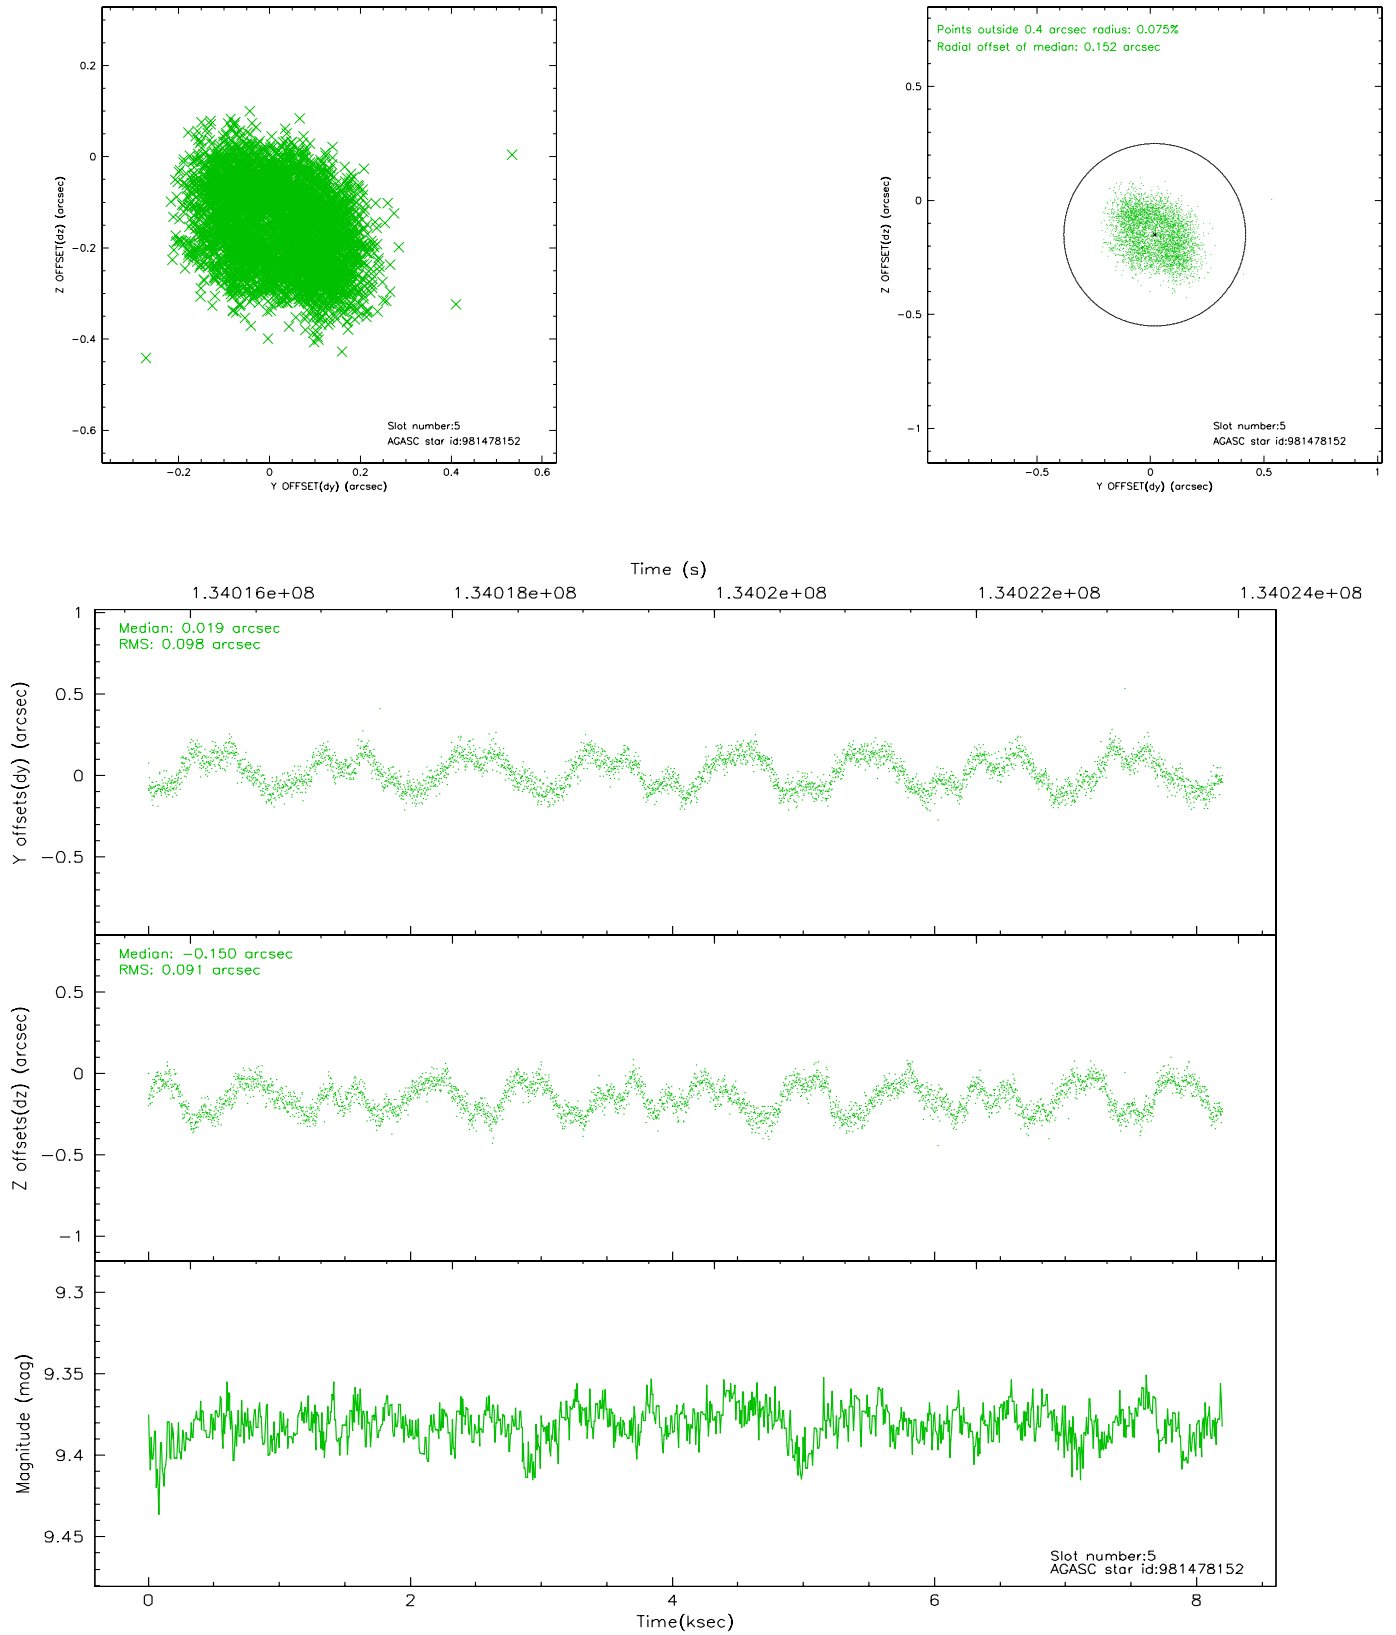 0.2
0
−0.2
−0.4
−0.6
Z OFFSET(dz) (arcsec)
Slot number:5
AGASC star id:981478152
−0.2 0 0.2 0.4 0.6
Y OFFSET(dy) (arcsec)
Points outside 0.4 arcsec radius: 0.075%
Radial offset of median: 0.152 arcsec
0.5
0
−0.5
−1
Z OFFSET(dz) (arcsec)
Slot number:5
AGASC star id:981478152
−0.5 0 0.5 1
Y OFFSET(dy) (arcsec)
Time (s)
1.34016e+08 1.34018e+08 1.3402e+08 1.34022e+08 1.34024e+08
Median: 0.019 arcsec
RMS: 0.098 arcsec
1
0.5
0
−0.5
Y offsets(dy) (arcsec)
Median: −0.150 arcsec
RMS: 0.091 arcsec
0.5
0
−0.5
−1
Z offsets(dz) (arcsec)
9.3
9.35
9.4
9.45
Magnitude (mag)
Slot number:5
AGASC star id:981478152
0 2 4 6 8
Time(ksec)